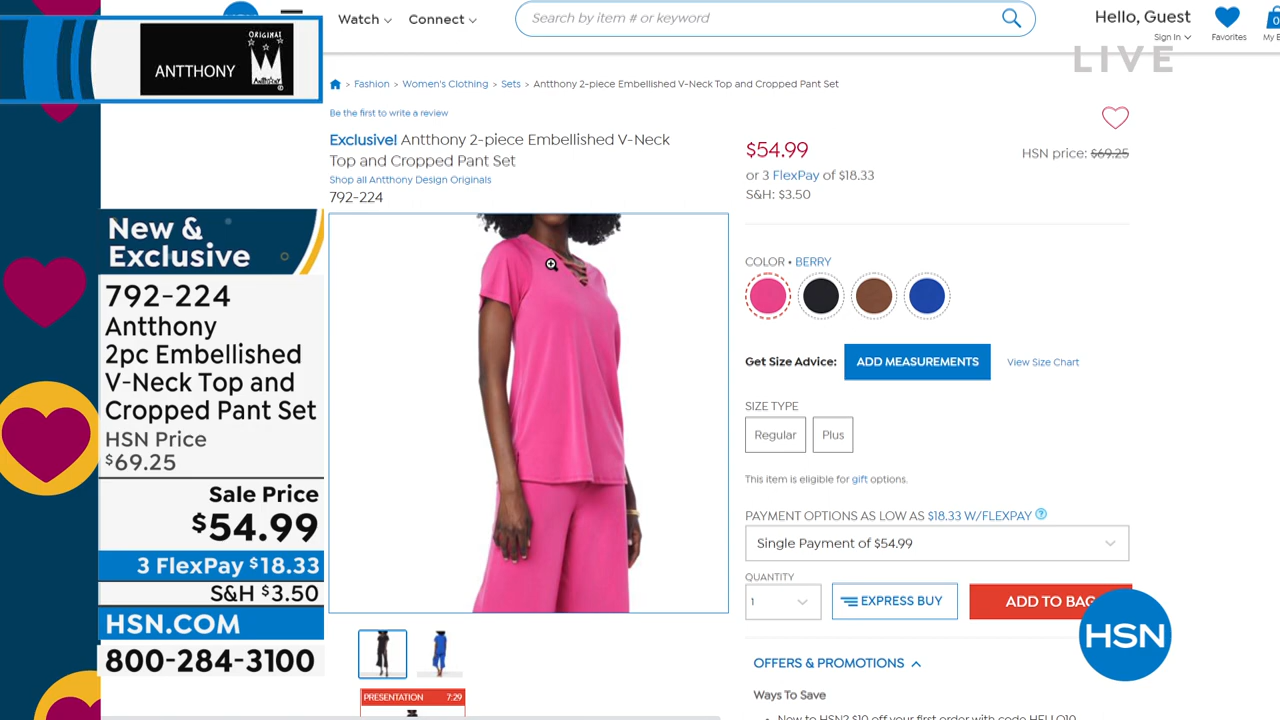 Watch
Connect
Search by item # or keyword
Hello, Guest
Sign In
Favorites
0
LIVE
ANTTHONY
ORIGINAL
Fashion > Women's Clothing > Sets > Antthony 2-piece Embellished V-Neck Top and Cropped Pant Set
Be the first to write a review
Exclusive! Antthony 2-piece Embellished V-Neck
Top and Cropped Pant Set
Shop all Antthony Design Originals
792-224
$54.99
HSN price: $69.25
or 3 FlexPay of $18.33
S&H: $3.50
New &
Exclusive
792-224
Antthony
2pc Embellished
V-Neck Top and
Cropped Pant Set
HSN Price
$69.25
Sale Price
$54.99
3 FlexPay $18.33
S&H $3.50
HSN.COM
800-284-3100
COLOR • BERRY
Get Size Advice:
ADD MEASUREMENTS
View Size Chart
SIZE TYPE
Regular
Plus
This item is eligible for gift options.
PAYMENT OPTIONS AS LOW AS $18.33 W/FLEXPAY ?
Single Payment of $54.99
QUANTITY
1
EXPRESS BUY
ADD TO BAG
HSN
OFFERS & PROMOTIONS
Ways To Save
PRESENTATION 7:29